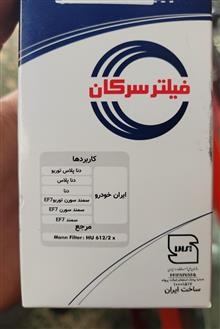 فیلتر سرکان
کاربردها
دنا پلاس توربو
دنا پلاس
دنا
سمند سورن توربو EF7
سمند سورن EF7
سمند EF7
ایران خودرو
مرجع
Mann Filter: HU 612/2 x
ساخت ایران